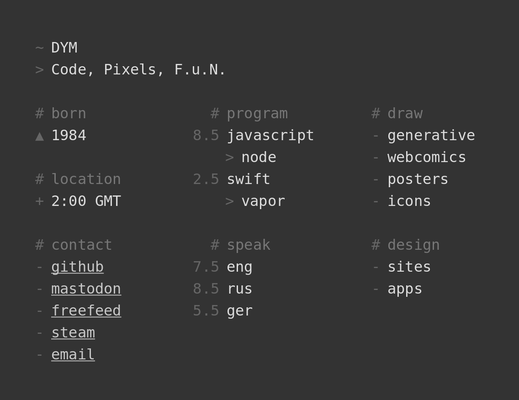 ~ DYM
> Code, Pixels, F.u.N.
# born
▲ 1984
# location
+ 2:00 GMT
# contact
- github
- mastodon
- freefeed
- steam
- email
# program
8.5 javascript
> node
2.5 swift
> vapor
# speak
7.5 eng
8.5 rus
5.5 ger
# draw
- generative
- webcomics
- posters
- icons
# design
- sites
- apps